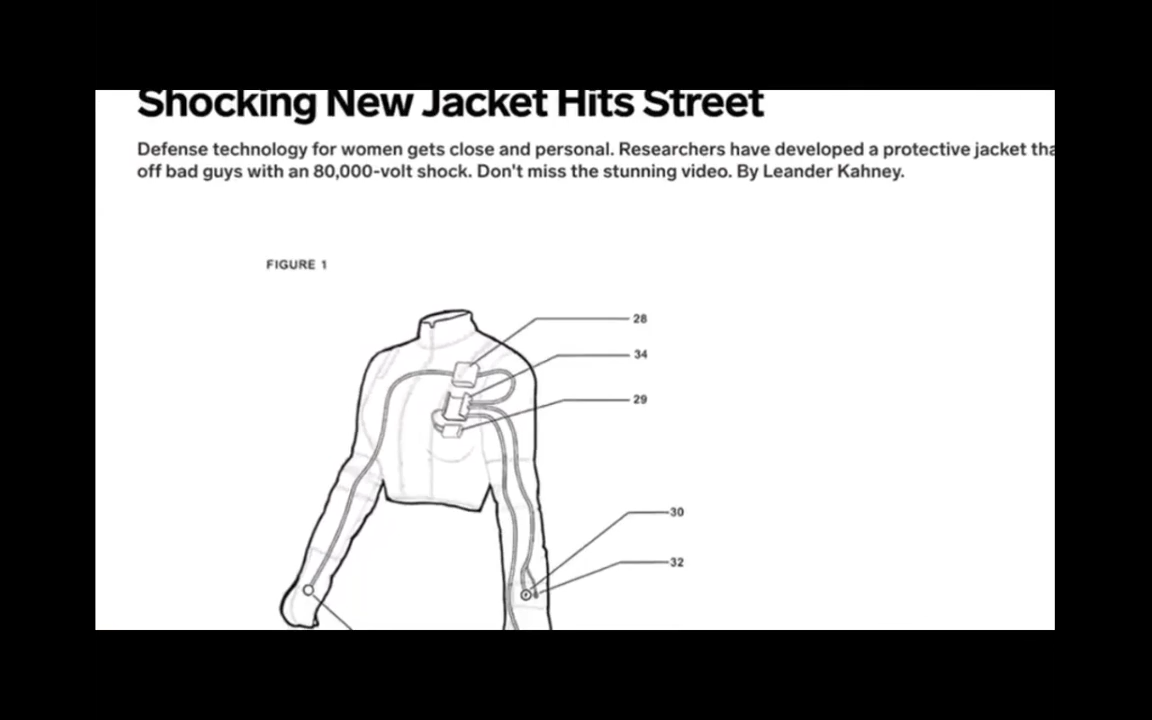 Shocking New Jacket Hits Street
Defense technology for women gets close and personal. Researchers have developed a protective jacket
off bad guys with an 80,000-volt shock. Don't miss the stunning video. By Leander Kahney.
FIGURE 1
28
34
29
30
32